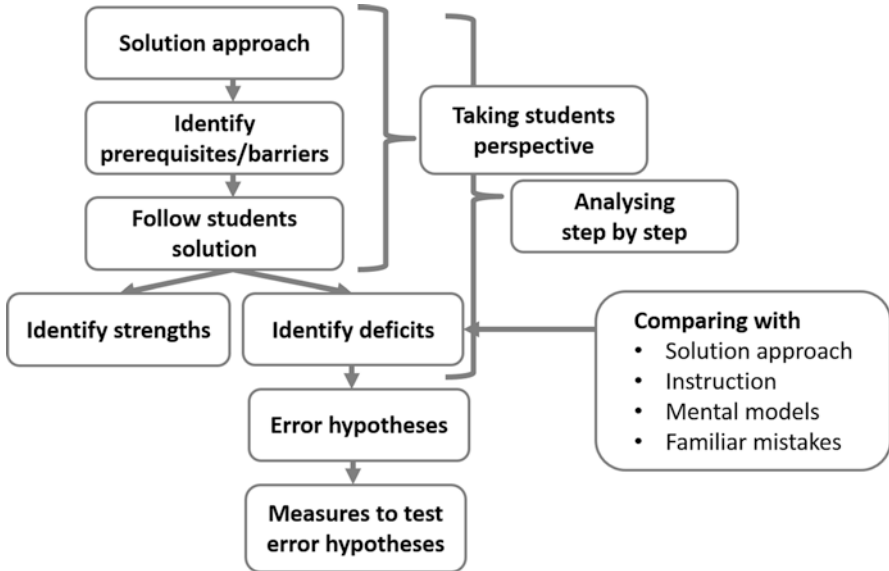 Solution approach
Identify
prerequisites/barriers
Follow students
solution
Identify strengths
Identify deficits
Error hypotheses
Measures to test
error hypotheses
Taking students
perspective
Analysing
step by step
Comparing with
• Solution approach
• Instruction
• Mental models
• Familiar mistakes